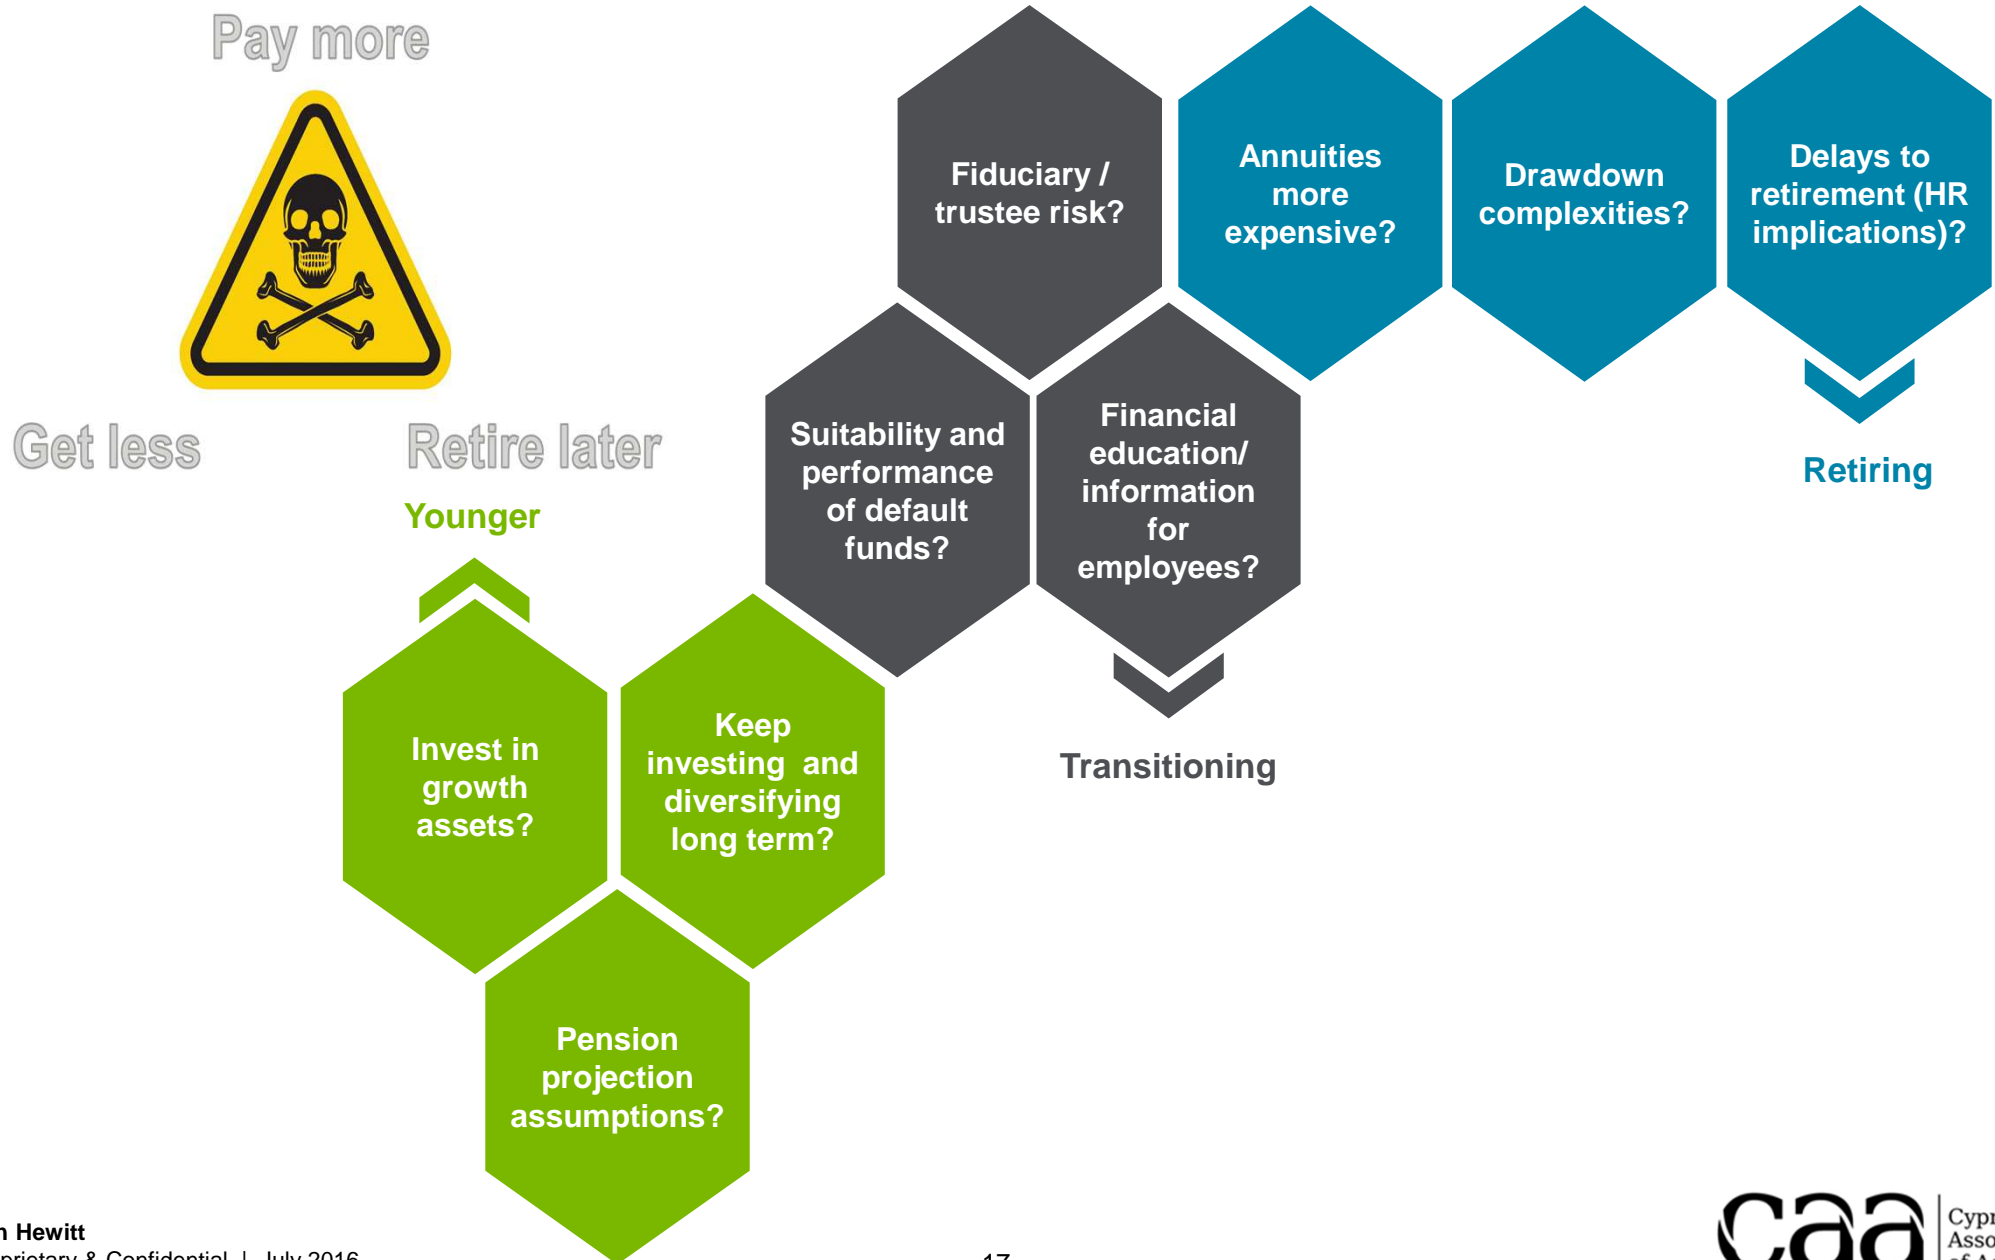 Pay more
Get less
Retire later
Younger
Invest in
growth
assets?
Keep
investing and
diversifying
long term?
Pension
projection
assumptions?
Suitability and
performance
of default
funds?
Fiduciary /
trustee risk?
Financial
education/
information
for
employees?
Transitioning
Annuities
more
expensive?
Drawdown
complexities?
Delays to
retirement (HR
implications)?
Retiring
Hewitt
& Confidential | July 2016
17
caa